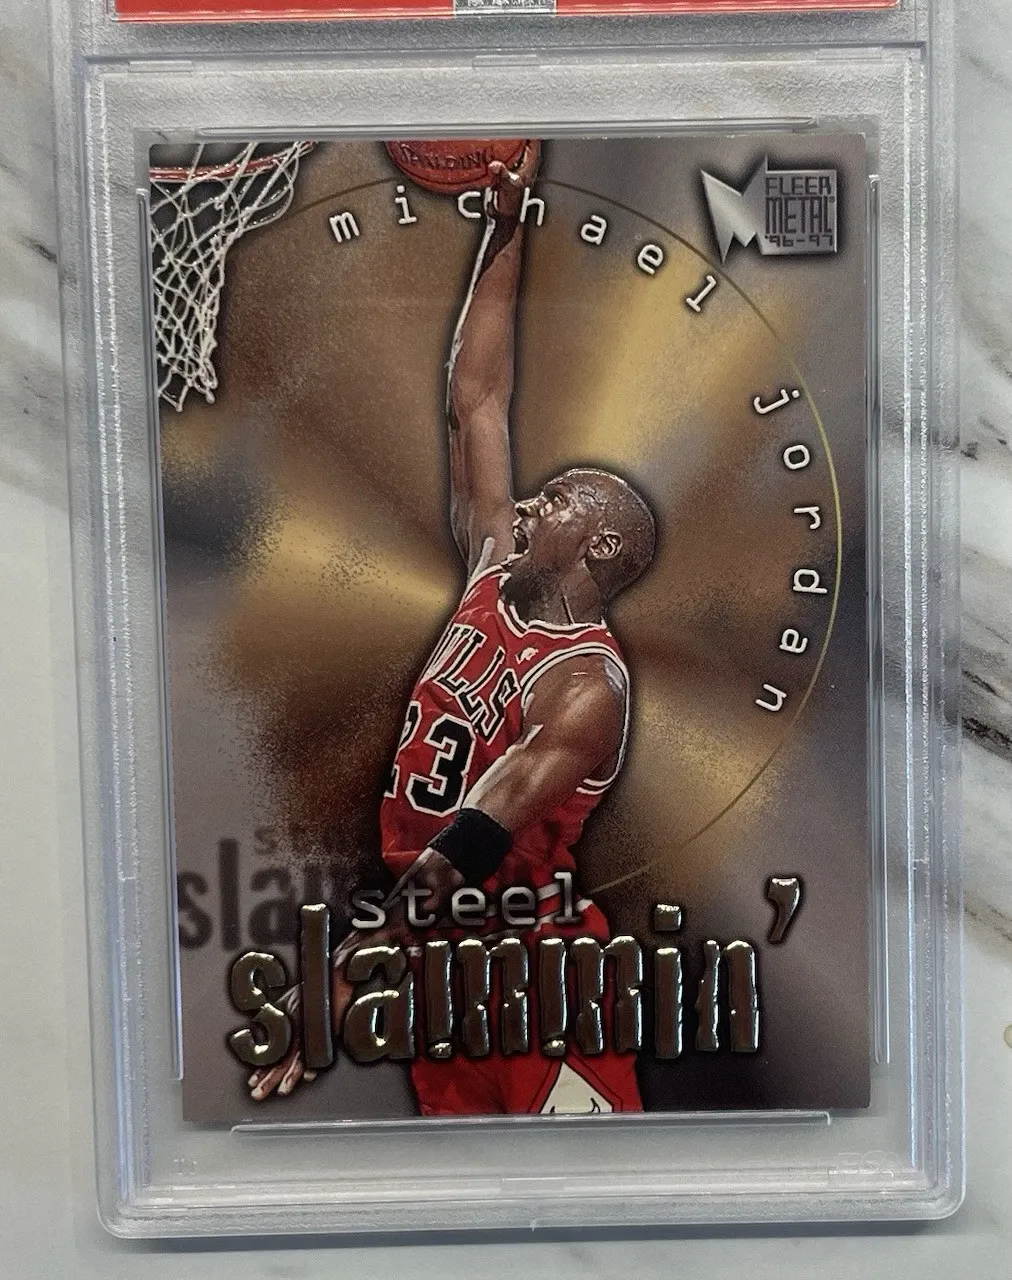 SPALDING
michael jordan
FLEER
METAL
'96-97
BULLS
23
steel
slammin'